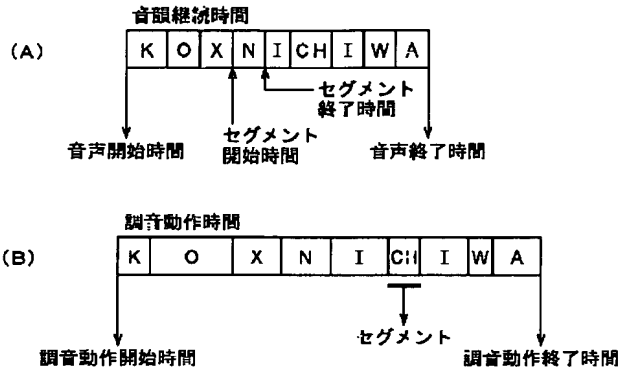 音韻継続時間
(A)
K O X N I CH I W A
セグメント
終了時間
セグメント
開始時間
音声開始時間
音声終了時間
調音動作時間
(B)
K O X N I CH I W A
セグメント
調音動作開始時間
調音動作終了時間